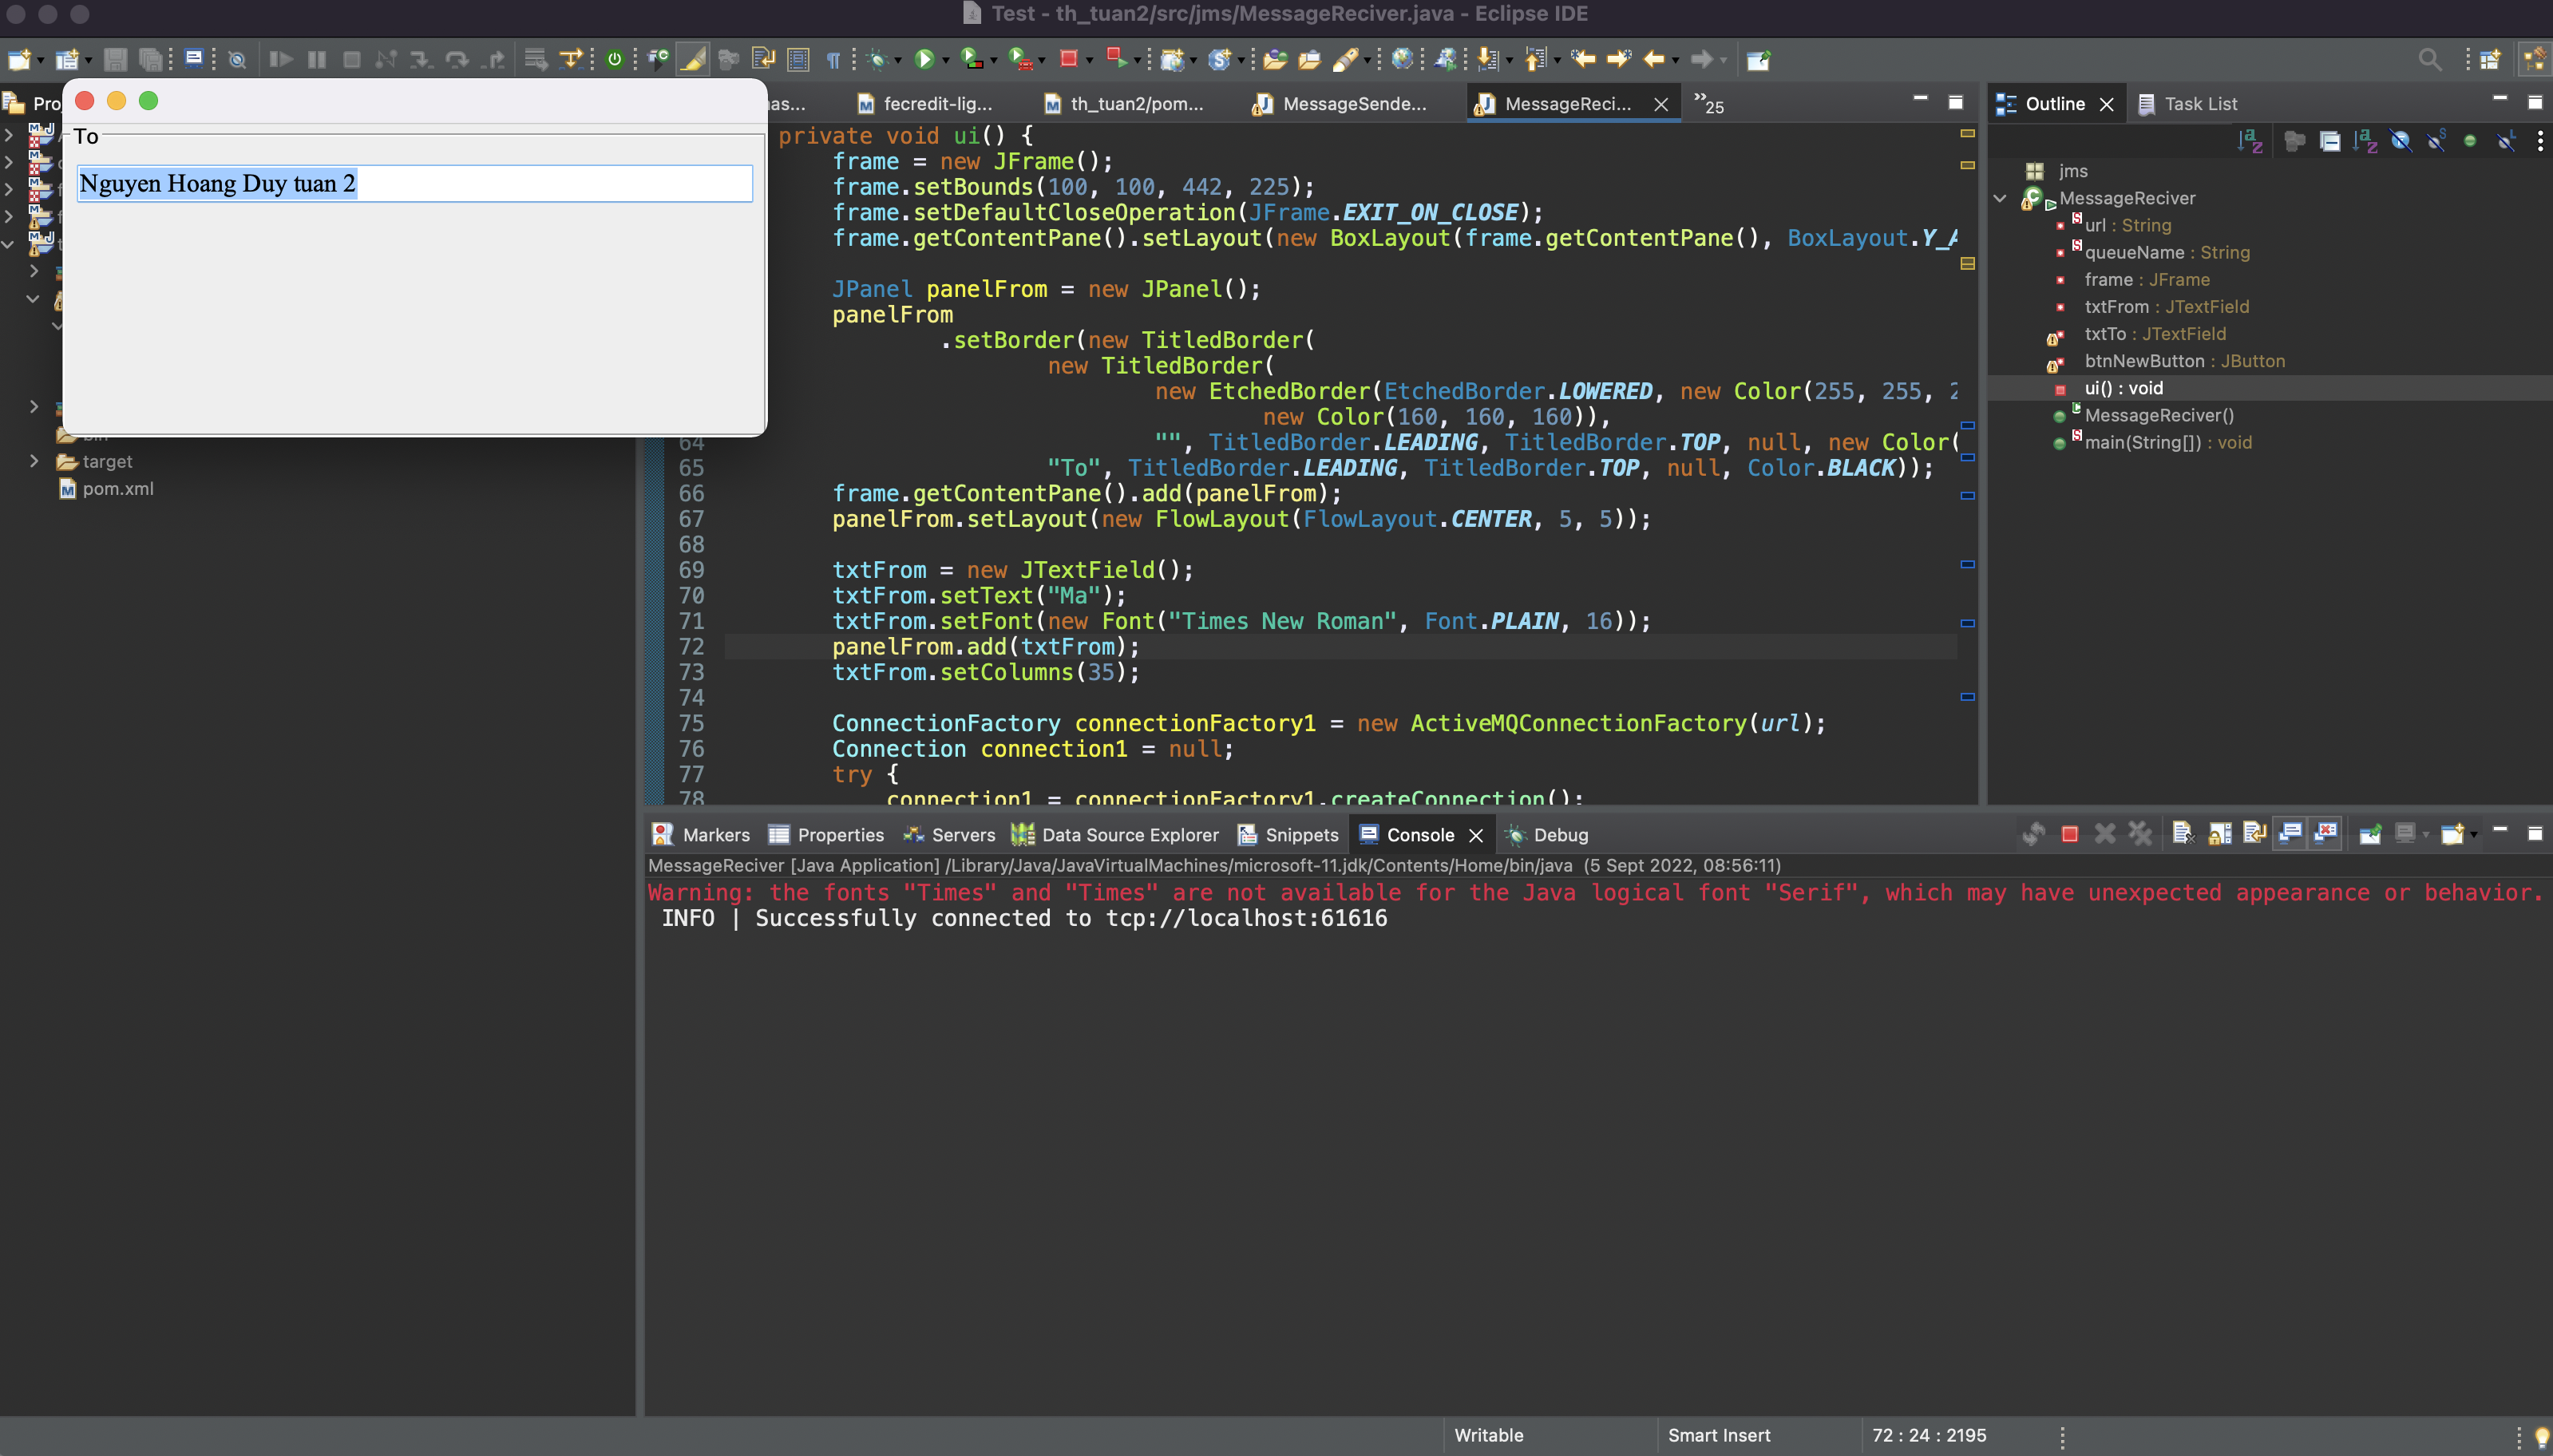 Test - th_tuan2/src/jms/MessageReciver.java - Eclipse IDE
Pro
To
Nguyen Hoang Duy tuan 2
target
pom.xml
fecredit-lig...
th_tuan2/pom...
MessageSende...
MessageReci...
25
private void ui() {
frame = new JFrame();
frame.setBounds(100, 100, 442, 225);
frame.setDefaultCloseOperation(JFrame.EXIT_ON_CLOSE);
frame.getContentPane().setLayout(new BoxLayout(frame.getContentPane(), BoxLayout.Y_A
JPanel panelFrom = new JPanel();
panelFrom
.setBorder(new TitledBorder(
new TitledBorder(
new EtchedBorder(EtchedBorder.LOWERED, new Color(255, 255, 2
new Color(160, 160, 160)),
64 "", TitledBorder.LEADING, TitledBorder.TOP, null, new Color(
65 "To", TitledBorder.LEADING, TitledBorder.TOP, null, Color.BLACK));
66 frame.getContentPane().add(panelFrom);
67 panelFrom.setLayout(new FlowLayout(FlowLayout.CENTER, 5, 5));
68
69 txtFrom = new JTextField();
70 txtFrom.setText("Ma");
71 txtFrom.setFont(new Font("Times New Roman", Font.PLAIN, 16));
72 panelFrom.add(txtFrom);
73 txtFrom.setColumns(35);
74
75 ConnectionFactory connectionFactory1 = new ActiveMQConnectionFactory(url);
76 Connection connection1 = null;
77 try {
78 connection1 = connectionFactory1.createConnection();
Outline
Task List
jms
MessageReciver
url : String
queueName : String
frame : JFrame
txtFrom : JTextField
txtTo : JTextField
btnNewButton : JButton
ui() : void
MessageReciver()
main(String[]) : void
Markers Properties Servers Data Source Explorer Snippets Console Debug
MessageReciver [Java Application] /Library/Java/JavaVirtualMachines/microsoft-11.jdk/Contents/Home/bin/java (5 Sept 2022, 08:56:11)
Warning: the fonts "Times" and "Times" are not available for the Java logical font "Serif", which may have unexpected appearance or behavior.
INFO | Successfully connected to tcp://localhost:61616
Writable
Smart Insert
72 : 24 : 2195